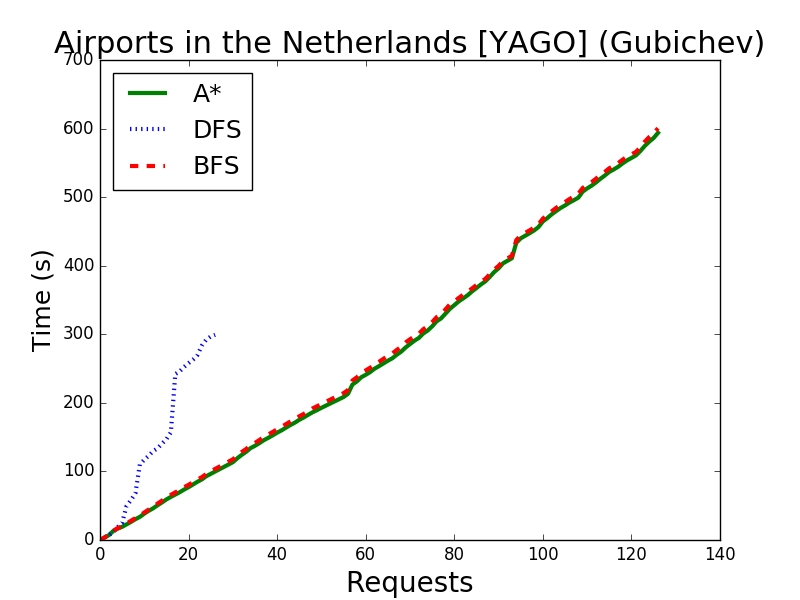 Airports in the Netherlands [YAGO] (Gubichev)
A*
DFS
BFS
Time (s)
700
600
500
400
300
200
100
0
0 20 40 60 80 100 120 140
Requests